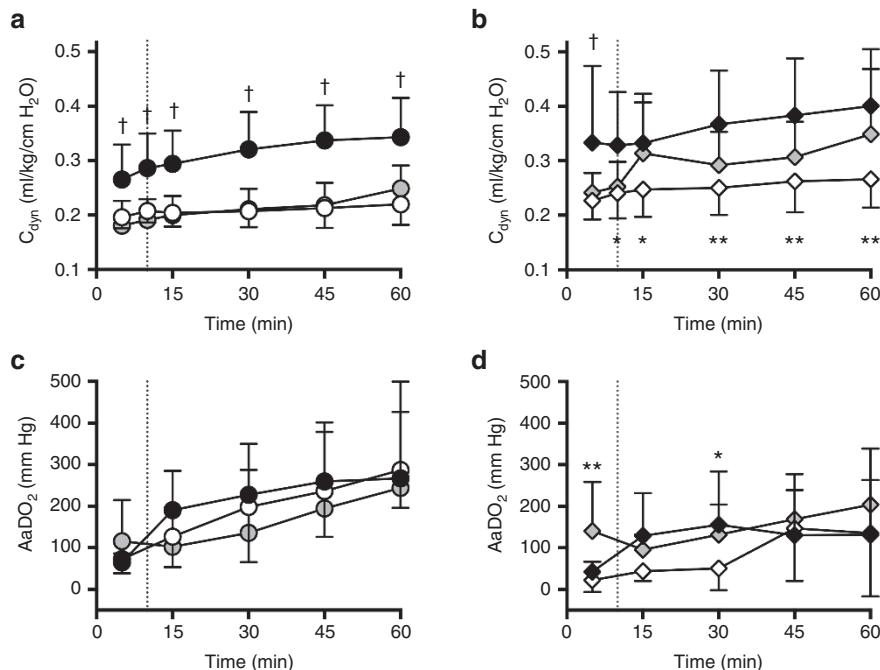 a
C_dyn (ml/kg/cm H₂O)
0.5
0.4
0.3
0.2
0.1
† † † † † †
0 15 30 45 60
Time (min)
b
C_dyn (ml/kg/cm H₂O)
0.5
0.4
0.3
0.2
0.1
†
* * ** ** **
0 15 30 45 60
Time (min)
c
AaDO₂ (mm Hg)
500
400
300
200
100
0
0 15 30 45 60
Time (min)
d
AaDO₂ (mm Hg)
500
400
300
200
100
0
** *
0 15 30 45 60
Time (min)